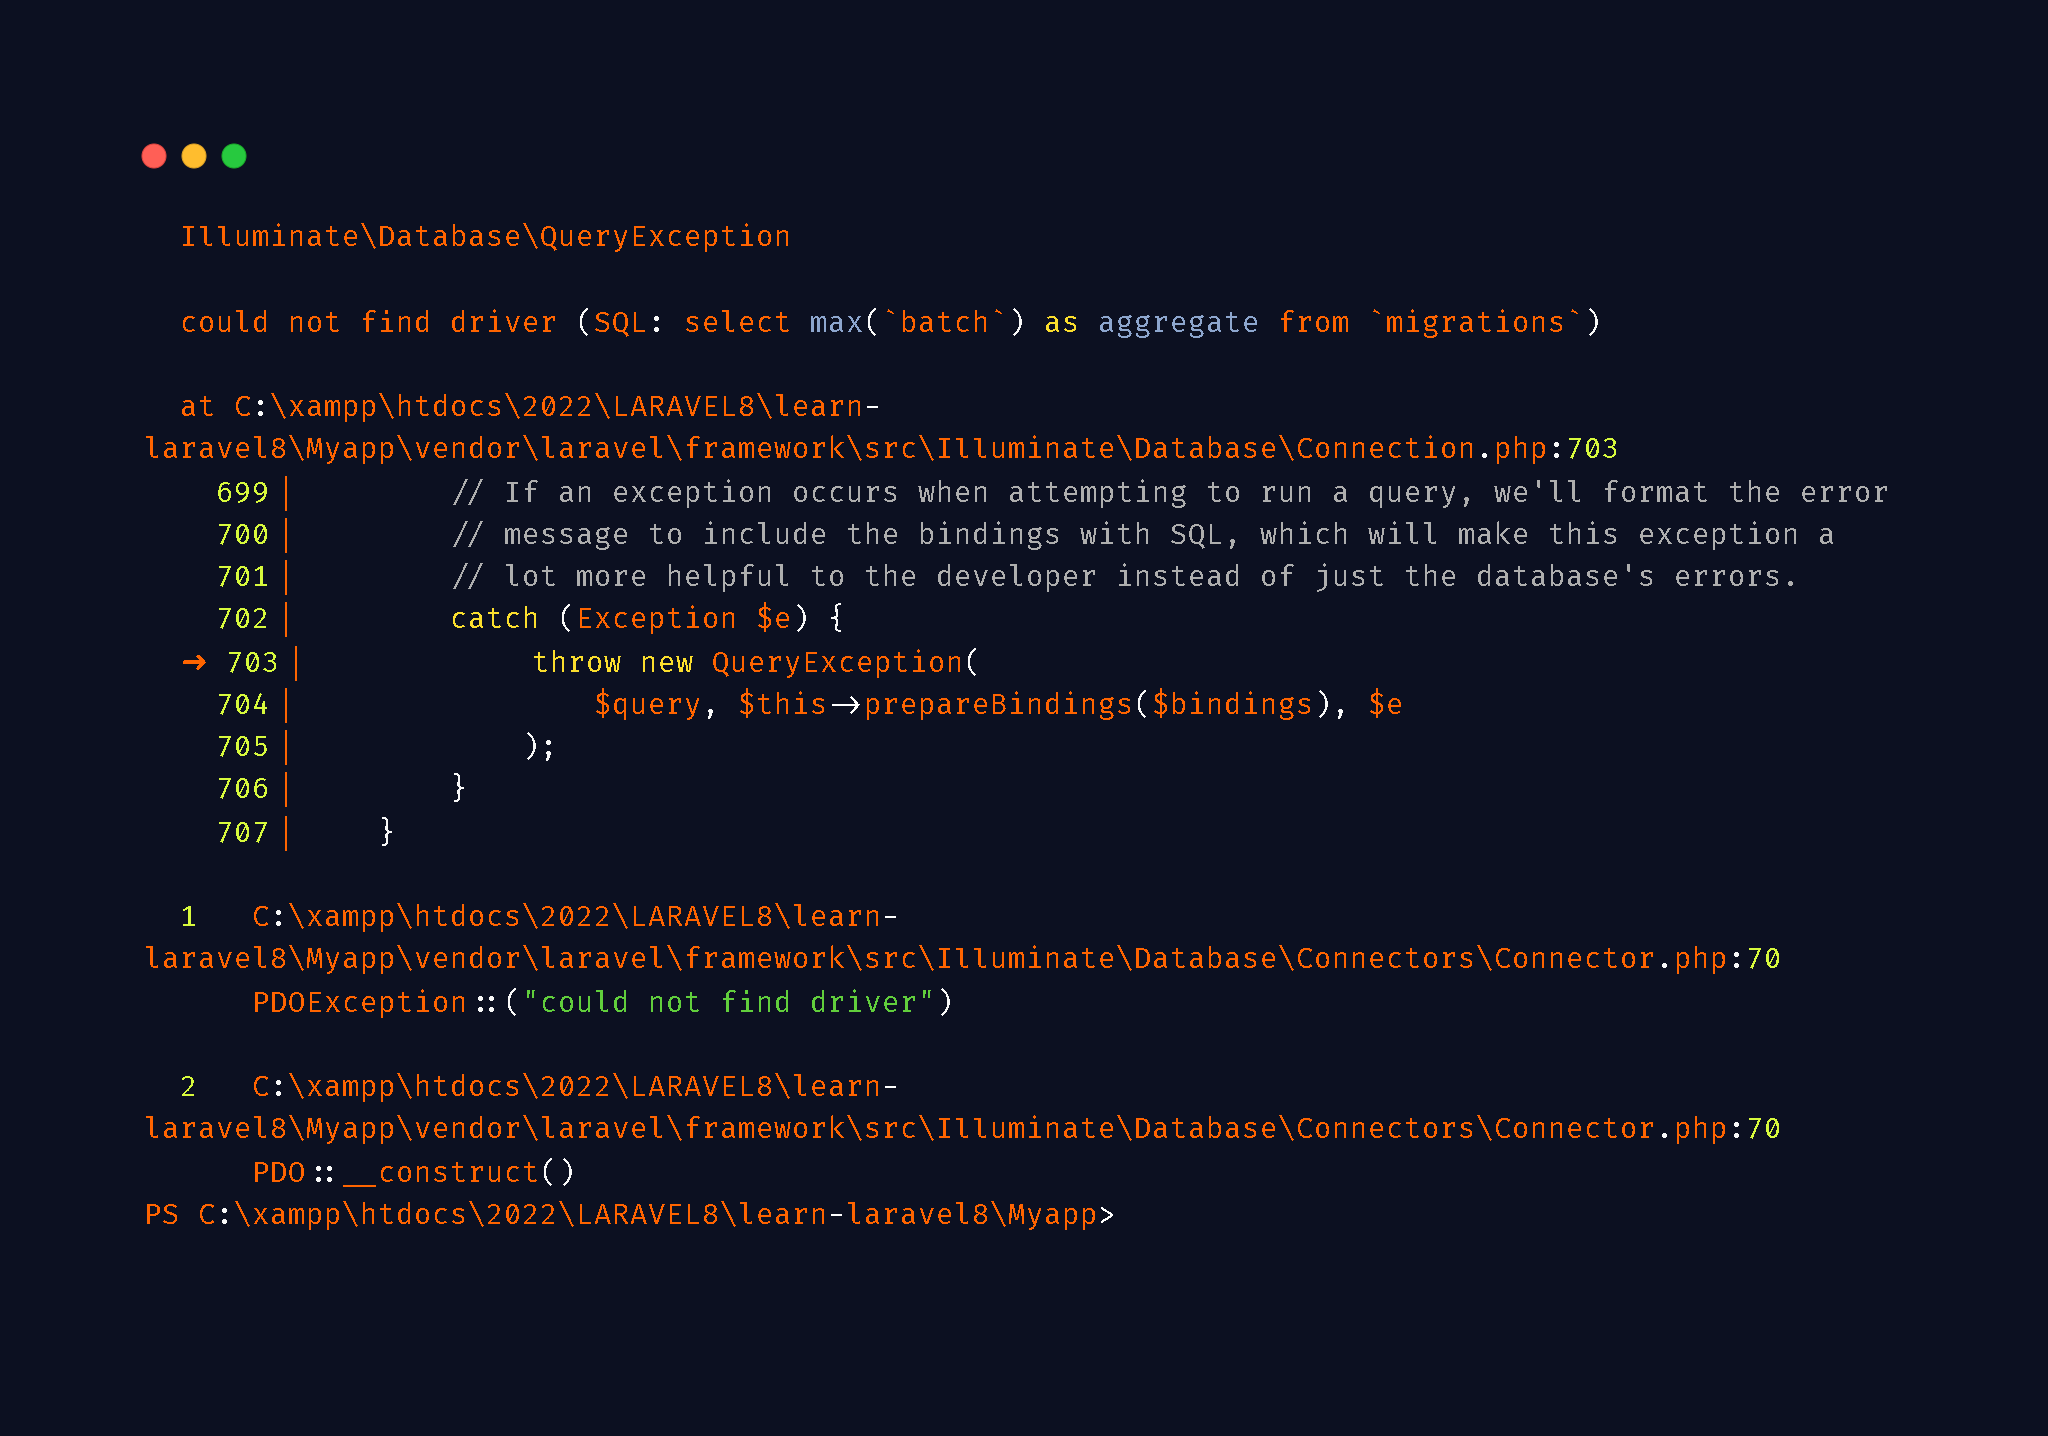 Illuminate\Database\QueryException
could not find driver (SQL: select max(`batch`) as aggregate from `migrations`)
at C:\xampp\htdocs\2022\LARAVEL8\learn-
laravel8\Myapp\vendor\laravel\framework\src\Illuminate\Database\Connection.php:703
699▕         // If an exception occurs when attempting to run a query, we'll format the error
700▕         // message to include the bindings with SQL, which will make this exception a
701▕         // lot more helpful to the developer instead of just the database's errors.
702▕         catch (Exception $e) {
➜ 703▕             throw new QueryException(
704▕                 $query, $this->prepareBindings($bindings), $e
705▕             );
706▕         }
707▕     }
1   C:\xampp\htdocs\2022\LARAVEL8\learn-
laravel8\Myapp\vendor\laravel\framework\src\Illuminate\Database\Connectors\Connector.php:70
PDOException::("could not find driver")
2   C:\xampp\htdocs\2022\LARAVEL8\learn-
laravel8\Myapp\vendor\laravel\framework\src\Illuminate\Database\Connectors\Connector.php:70
PDO::__construct()
PS C:\xampp\htdocs\2022\LARAVEL8\learn-laravel8\Myapp>